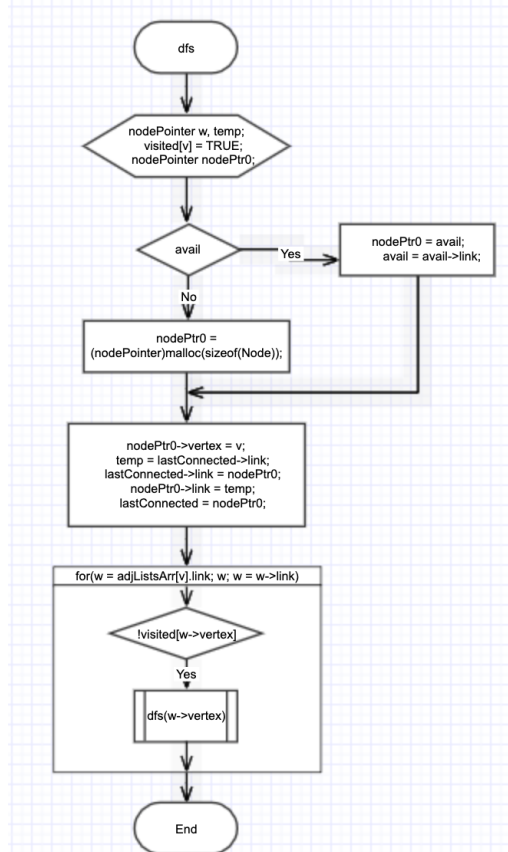 dfs
nodePointer w, temp;
visited[v] = TRUE;
nodePointer nodePtr0;
avail
Yes
nodePtr0 = avail;
avail = avail->link;
No
nodePtr0 =
(nodePointer)malloc(sizeof(Node));
nodePtr0->vertex = v;
temp = lastConnected->link;
lastConnected->link = nodePtr0;
nodePtr0->link = temp;
lastConnected = nodePtr0;
for(w = adjListsArr[v].link; w; w = w->link)
!visited[w->vertex]
Yes
dfs(w->vertex)
End